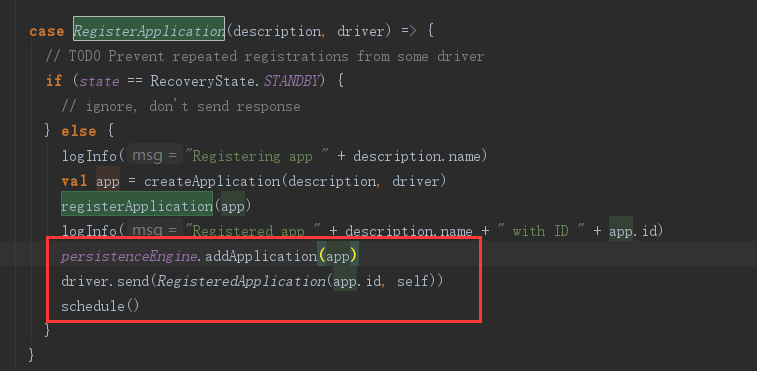 case RegisterApplication(description, driver) => {
// TODO Prevent repeated registrations from some driver
if (state == RecoveryState.STANDBY) {
// ignore, don't send response
} else {
logInfo( msg = "Registering app " + description.name)
val app = createApplication(description, driver)
registerApplication(app)
logInfo( msg = "Registered app " + description.name + " with ID " + app.id)
persistenceEngine.addApplication(app)
driver.send(RegisteredApplication(app.id, self))
schedule()
}
}